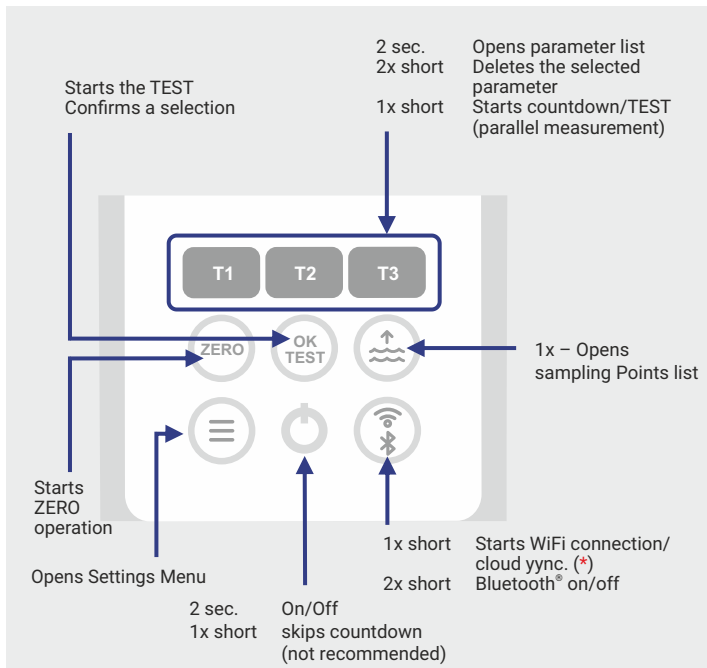 2 sec. Opens parameter list
2x short Deletes the selected
parameter
1x short Starts countdown/TEST
(parallel measurement)
Starts the TEST
Confirms a selection
T1 T2 T3
ZERO
OK
TEST
1x – Opens
sampling Points list
Starts
ZERO
operation
Opens Settings Menu
1x short Starts WiFi connection/
cloud yync. (*)
2x short Bluetooth® on/off
2 sec. On/Off
1x short skips countdown
(not recommended)